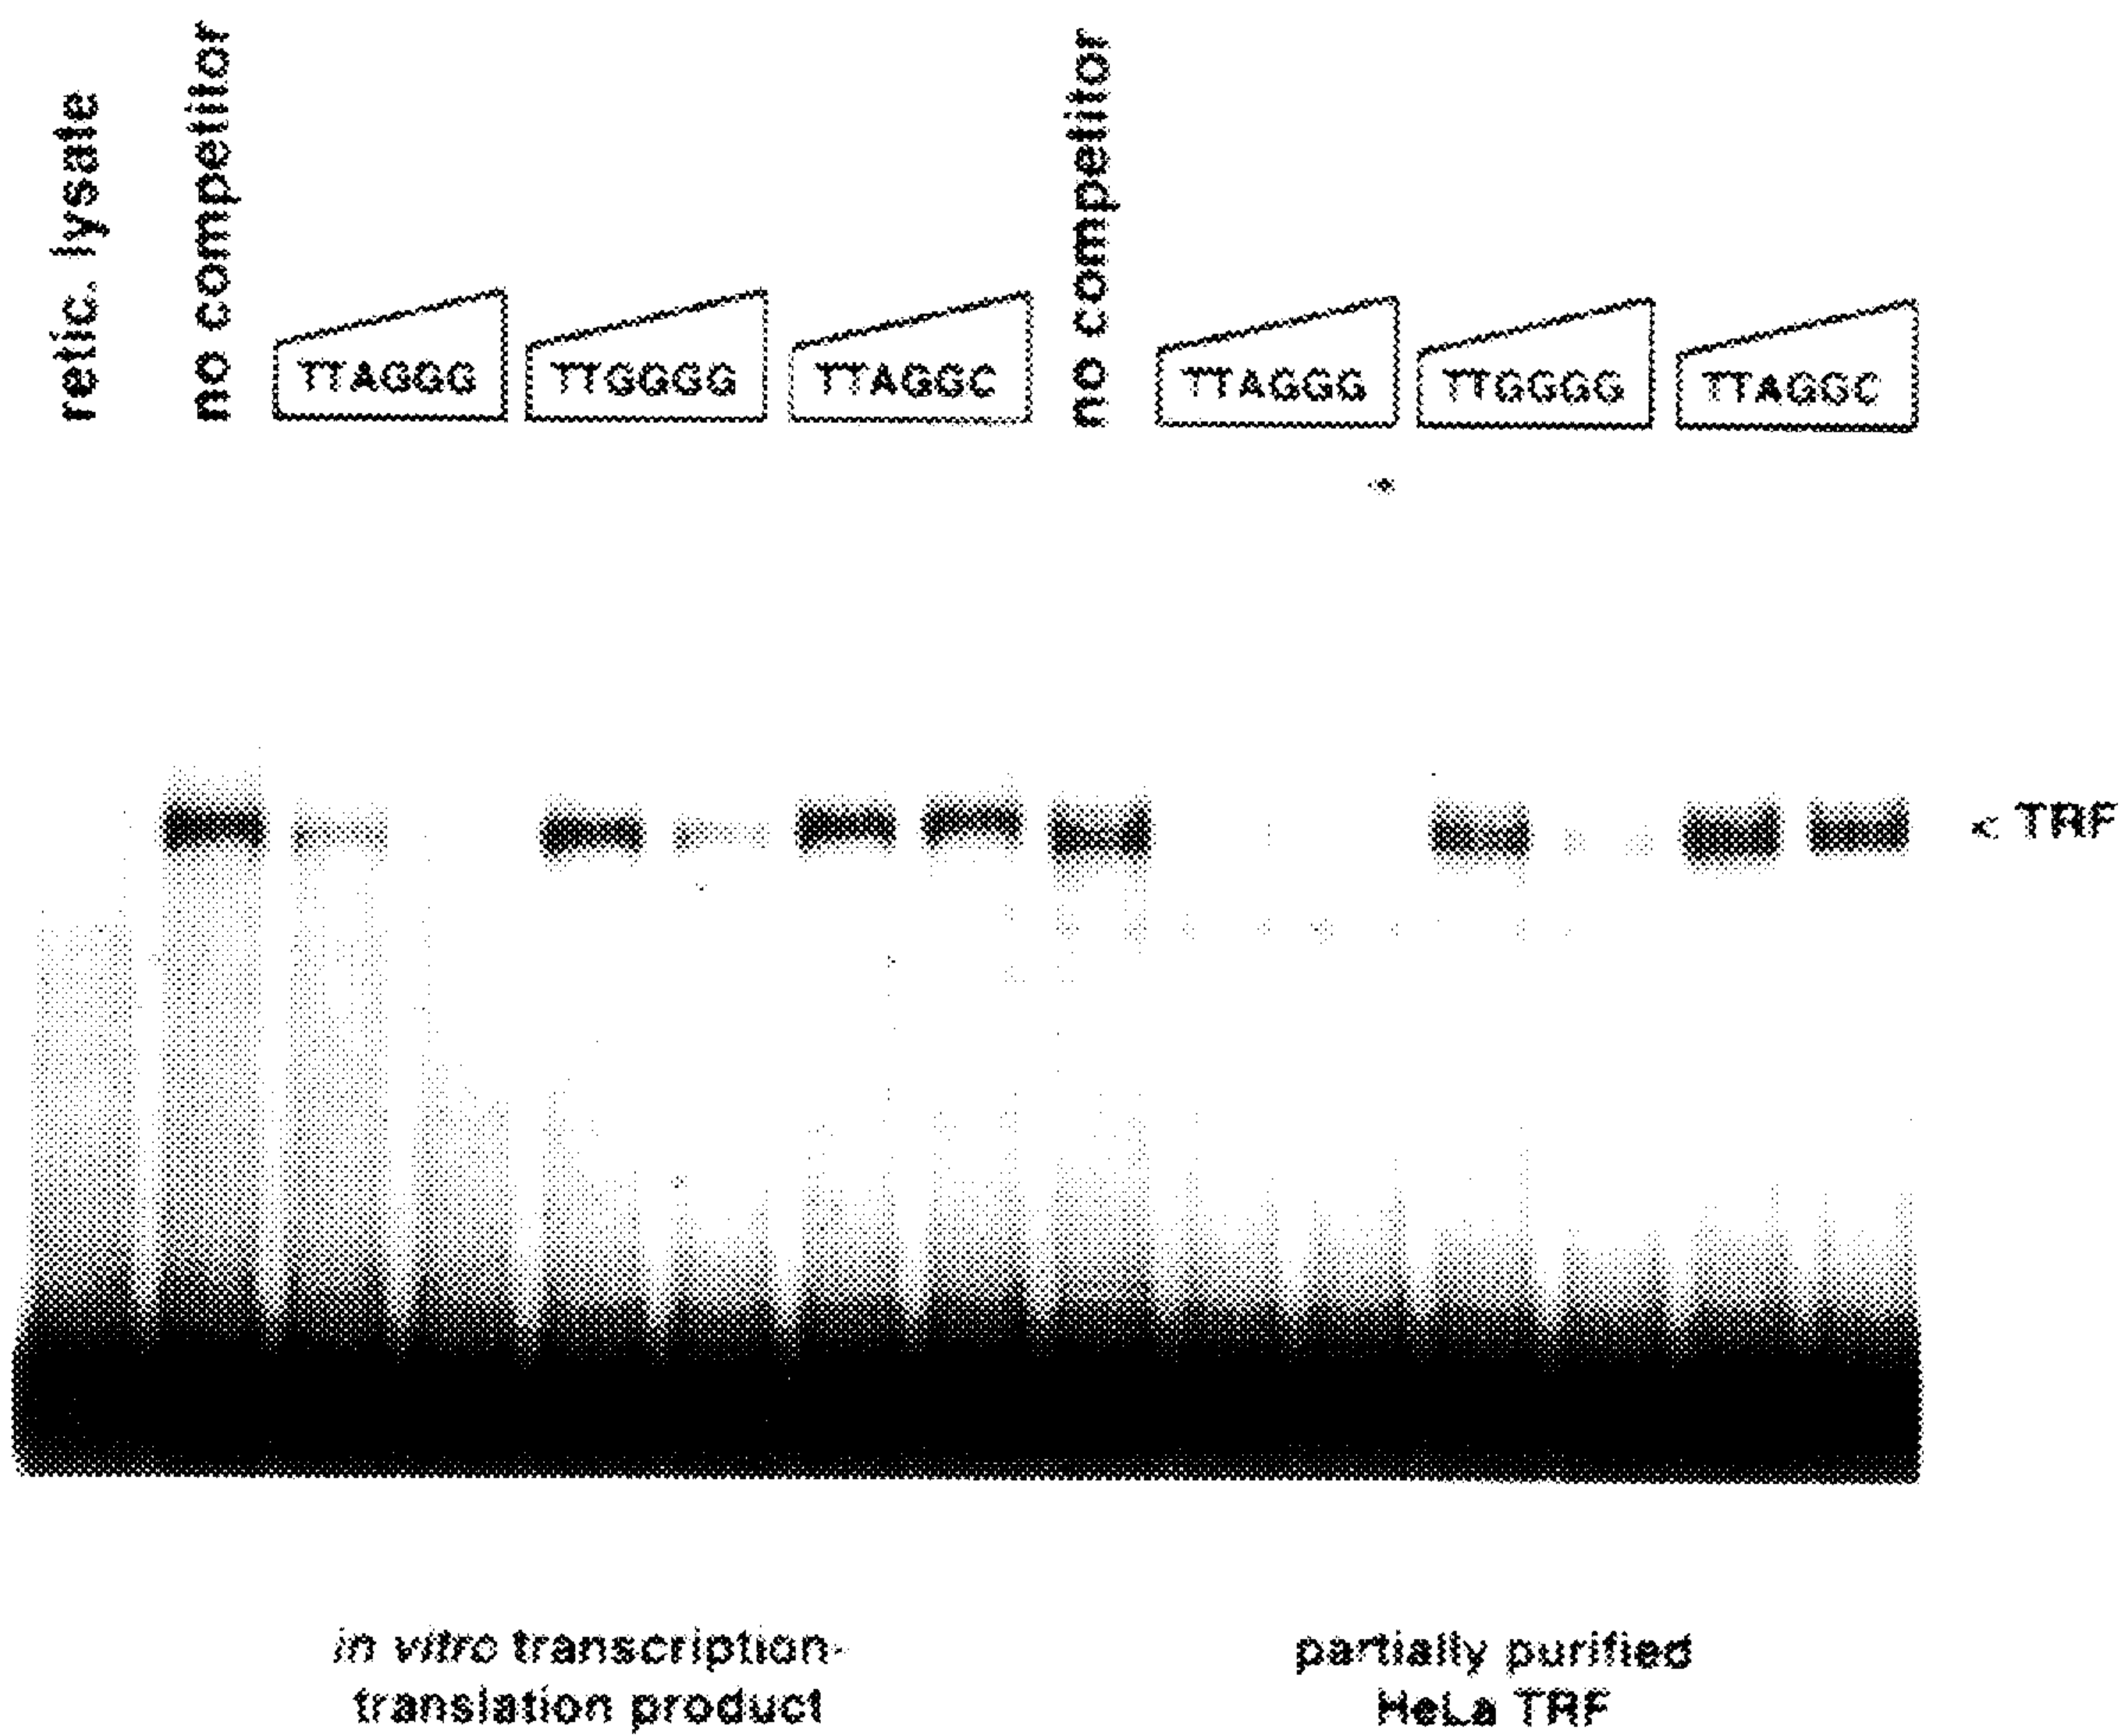 retic. lysate
no competitor
TTAGGG
TTGGGG
TTAGGC
no competitor
TTAGGG
TTGGGG
TTAGGC
< TRF
in vitro transcription-
translation product
partially purified
HeLa TRF